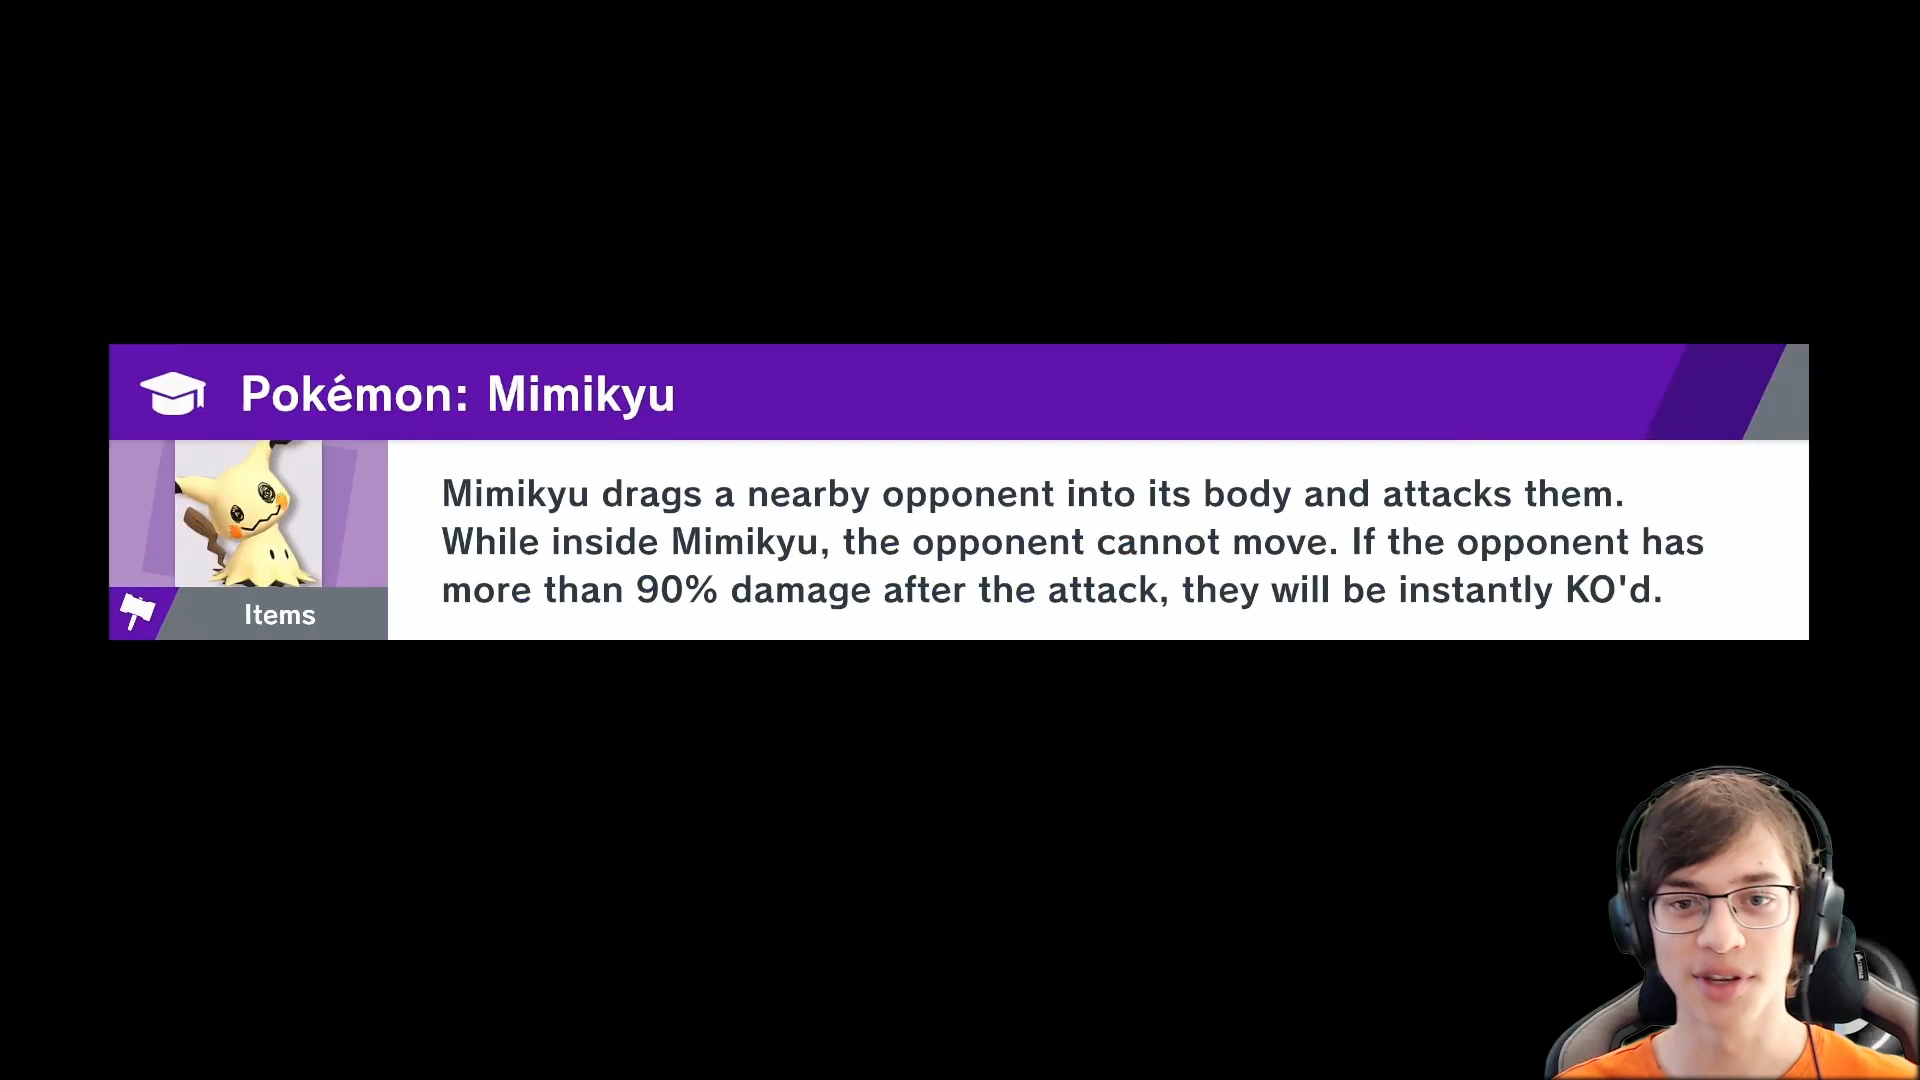 Pokémon: Mimikyu
Mimikyu drags a nearby opponent into its body and attacks them.
While inside Mimikyu, the opponent cannot move. If the opponent has
more than 90% damage after the attack, they will be instantly KO'd.
Items